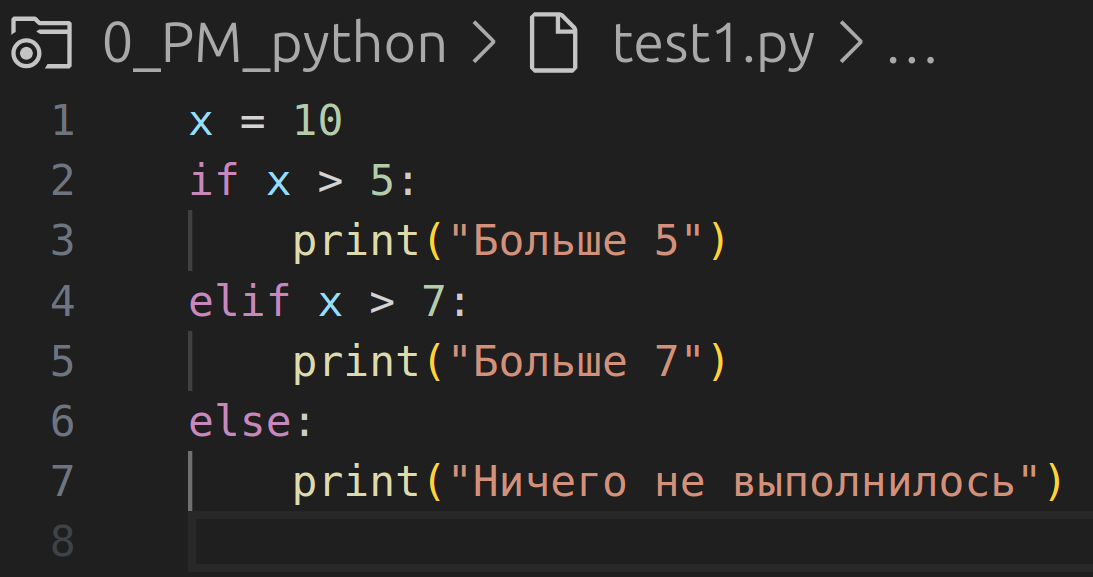 0_PM_python > test1.py > ...
1 x = 10
2 if x > 5:
3     print("Больше 5")
4 elif x > 7:
5     print("Больше 7")
6 else:
7     print("Ничего не выполнилось")
8